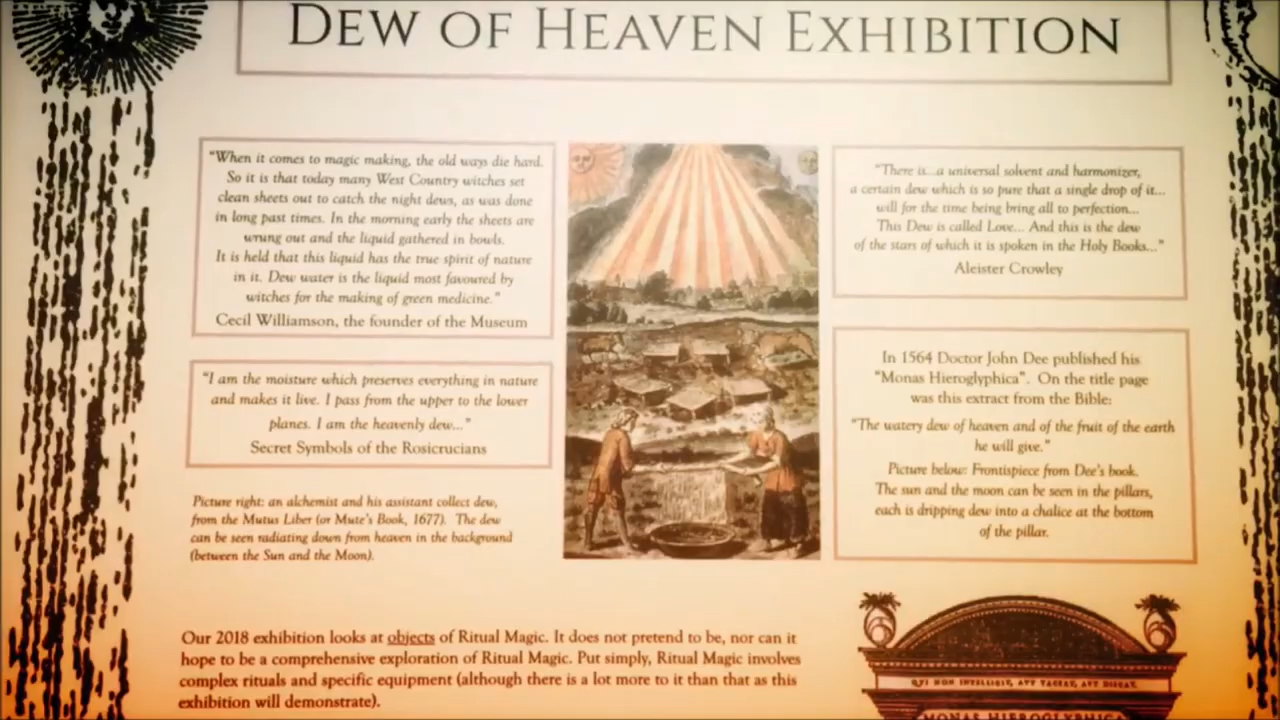 DEW OF HEAVEN EXHIBITION
"When it comes to magic making, the old ways die hard.
So it is that today many West Country witches set
clean sheets out to catch the night dews, as was done
in long past times. In the morning early the sheets are
wrung out and the liquid gathered in bowls.
It is held that this liquid has the true spirit of nature
in it. Dew water is the liquid most favoured by
witches for the making of green medicine."
Cecil Williamson, the founder of the Museum
"I am the moisture which preserves everything in nature
and makes it live. I pass from the upper to the lower
planes. I am the heavenly dew..."
Secret Symbols of the Rosicrucians
Picture right: an alchemist and his assistant collect dew,
from the Mutus Liber (or Mute's Book, 1677). The dew
can be seen radiating down from heaven in the background
(between the Sun and the Moon).
"There is...a universal solvent and harmonizer,
a certain dew which is so pure that a single drop of it...
will for the time being bring all to perfection...
This Dew is called Love... And this is the dew
of the stars of which it is spoken in the Holy Books..."
Aleister Crowley
In 1564 Doctor John Dee published his
"Monas Hieroglyphica". On the title page
was this extract from the Bible:
"The watery dew of heaven and of the fruit of the earth
he will give."
Picture below: Frontispiece from Dee's book.
The sun and the moon can be seen in the pillars,
each is dripping dew into a chalice at the bottom
of the pillar.
Our 2018 exhibition looks at objects of Ritual Magic. It does not pretend to be, nor can it
hope to be a comprehensive exploration of Ritual Magic. Put simply, Ritual Magic involves
complex rituals and specific equipment (although there is a lot more to it than that as this
exhibition will demonstrate).
QVI NON INTELLIGIT, AVT TACEAT, AVT DISCAT.
MONAS HIEROGLYPHICA